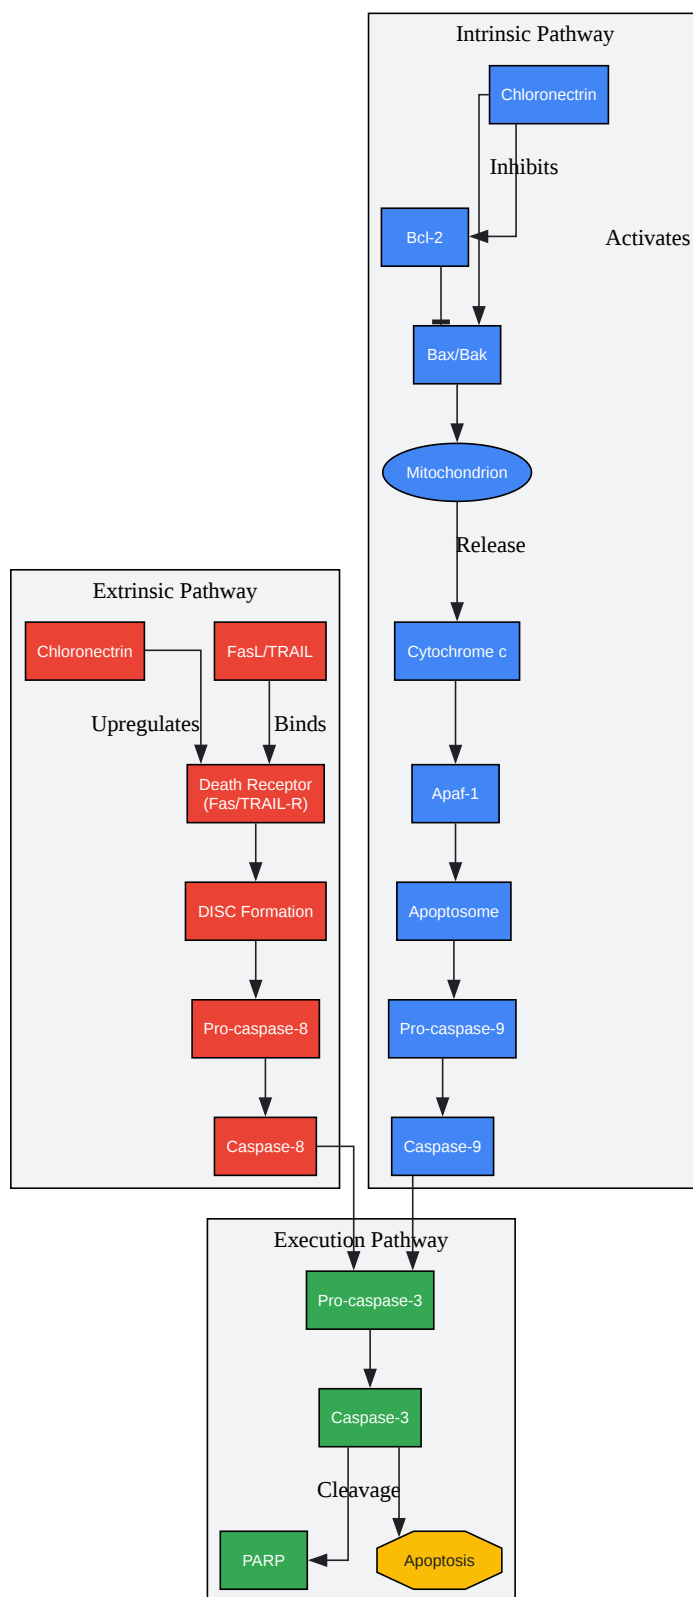 Intrinsic Pathway
Chloronectrin
Inhibits
Bcl-2
Activates
Bax/Bak
Mitochondrion
Release
Cytochrome c
Apaf-1
Apoptosome
Pro-caspase-9
Caspase-9
Extrinsic Pathway
Chloronectrin
FasL/TRAIL
Upregulates
Binds
Death Receptor
(Fas/TRAIL-R)
DISC Formation
Pro-caspase-8
Caspase-8
Execution Pathway
Pro-caspase-3
Caspase-3
Cleavage
PARP
Apoptosis